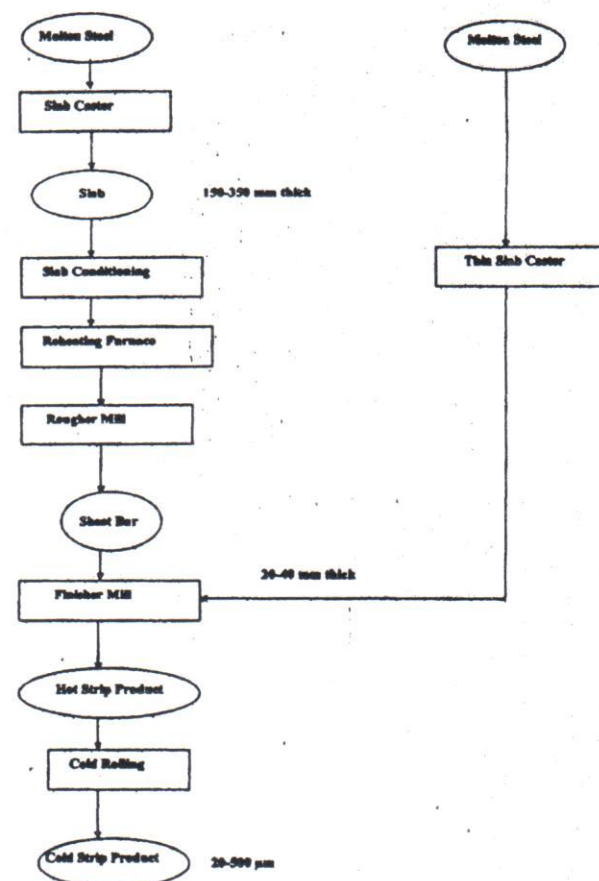 Molten Steel
Slab Caster
Slab
150-350 mm thick
Slab Conditioning
Reheating Furnace
Rougher Mill
Sheet Bar
Finisher Mill
Hot Strip Product
Cold Rolling
Cold Strip Product
20-500 µm
Molten Steel
Thin Slab Caster
20-40 mm thick